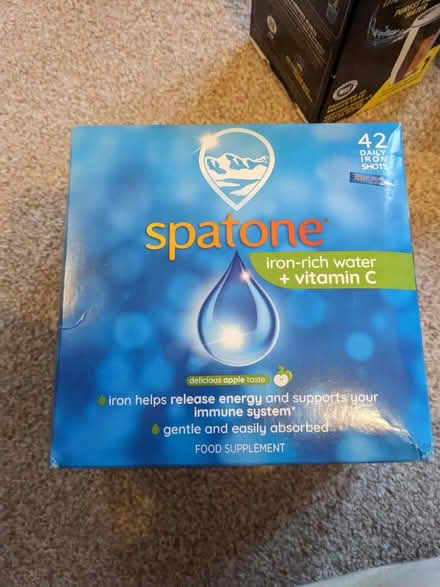 42
DAILY
IRON
SHOTS
spatone
iron-rich water
+ vitamin C
delicious apple taste
iron helps release energy and supports your
immune system*
gentle and easily absorbed
FOOD SUPPLEMENT
WATER